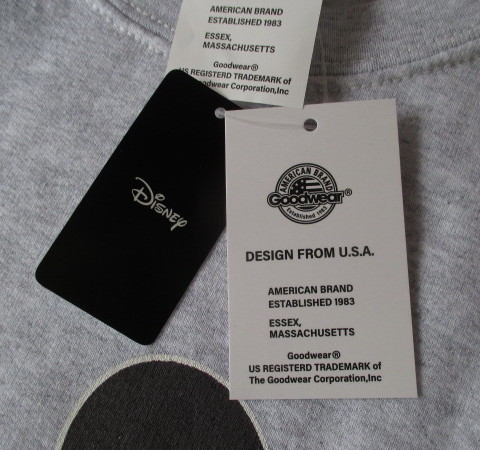 AMERICAN BRAND
ESTABLISHED 1983
ESSEX,
MASSACHUSETTS
Goodwear®
US REGISTERD TRADEMARK of
The Goodwear Corporation,Inc
Disney
AMERICAN BRAND
Goodwear®
Established 1983
DESIGN FROM U.S.A.
AMERICAN BRAND
ESTABLISHED 1983
ESSEX,
MASSACHUSETTS
Goodwear®
US REGISTERD TRADEMARK of
The Goodwear Corporation,Inc